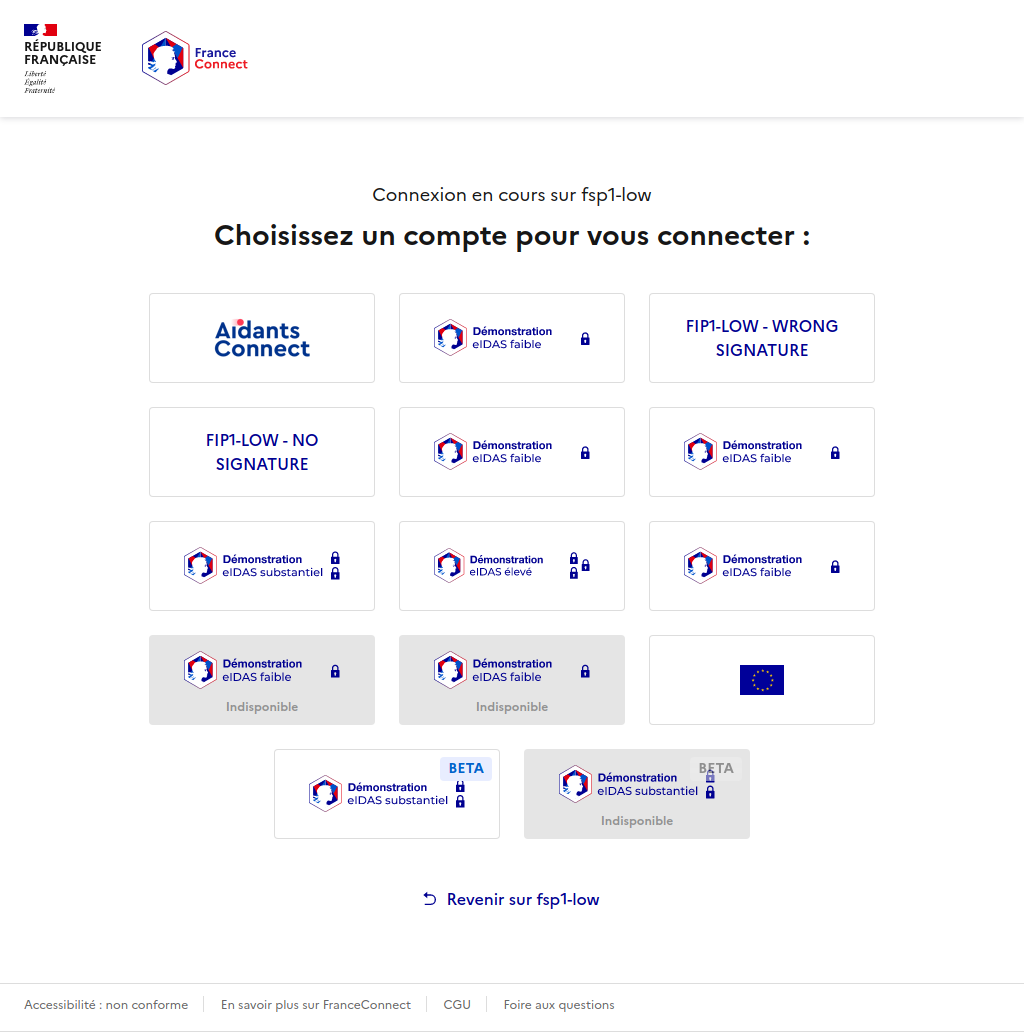 RÉPUBLIQUE
FRANÇAISE
Liberté
Égalité
Fraternité
France
Connect
Connexion en cours sur fsp1-low
Choisissez un compte pour vous connecter :
Aidants
Connect
Démonstration
eIDAS faible
FIP1-LOW - WRONG
SIGNATURE
FIP1-LOW - NO
SIGNATURE
Démonstration
eIDAS faible
Démonstration
eIDAS faible
Démonstration
eIDAS substantiel
Démonstration
eIDAS élevé
Démonstration
eIDAS faible
Démonstration
eIDAS faible
Indisponible
Démonstration
eIDAS faible
Indisponible
BETA
Démonstration
eIDAS substantiel
BETA
Démonstration
eIDAS substantiel
Indisponible
Revenir sur fsp1-low
Accessibilité : non conforme
En savoir plus sur FranceConnect
CGU
Foire aux questions